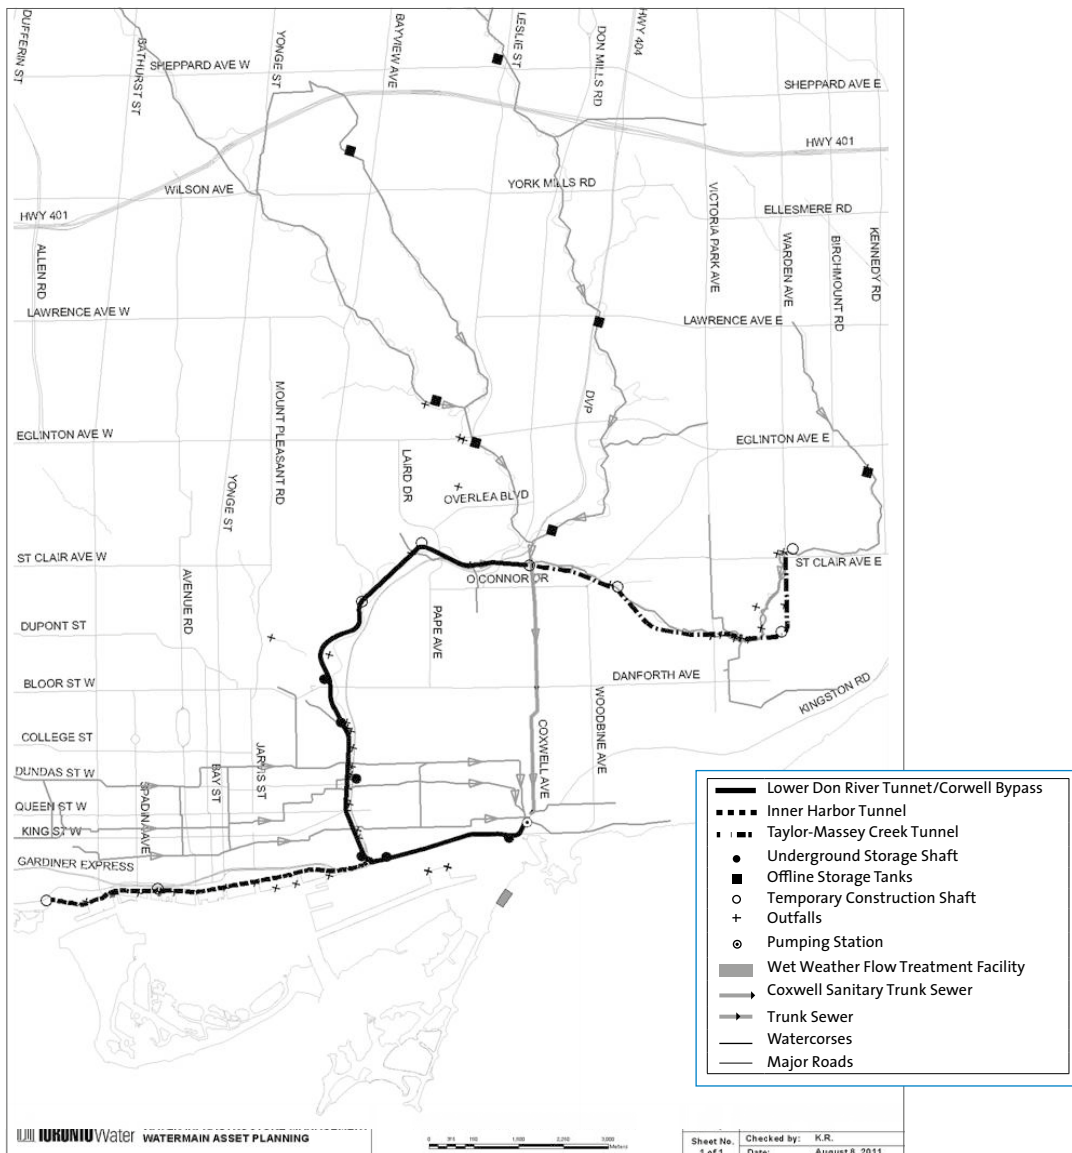 DUFFERIN ST
BATHURST ST
YONGE ST
BAYVIEW AVE
LESLIE ST
DON MILLS RD
HWY 404
SHEPPARD AVE W
SHEPPARD AVE E
HWY 401
WILSON AVE
YORK MILLS RD
ELLESMERE RD
HWY 401
ALLEN RD
VICTORIA PARK AVE
WARDEN AVE
BIRCHMOUNT RD
KENNEDY RD
LAWRENCE AVE W
LAWRENCE AVE E
MOUNT PLEASANT RD
DVP
EGLINTON AVE W
EGLINTON AVE E
LAIRD DR
YONGE ST
OVERLEA BLVD
ST CLAIR AVE W
ST CLAIR AVE E
O CONNOR DR
AVENUE RD
PAPE AVE
DUPONT ST
DANFORTH AVE
BLOOR ST W
KINGSTON RD
WOODBINE AVE
COXWELL AVE
COLLEGE ST
JARVIS ST
BAY ST
SPADINA AVE
DUNDAS ST W
QUEEN ST W
KING ST W
GARDINER EXPRESS
Lower Don River Tunnet/Corwell Bypass
Inner Harbor Tunnel
Taylor-Massey Creek Tunnel
Underground Storage Shaft
Offline Storage Tanks
Temporary Construction Shaft
Outfalls
Pumping Station
Wet Weather Flow Treatment Facility
Coxwell Sanitary Trunk Sewer
Trunk Sewer
Watercorses
Major Roads
TORONTO Water
WATERMAIN ASSET PLANNING
Meters
Sheet No.
1 of 1
Checked by: K.R.
Date: August 8, 2011